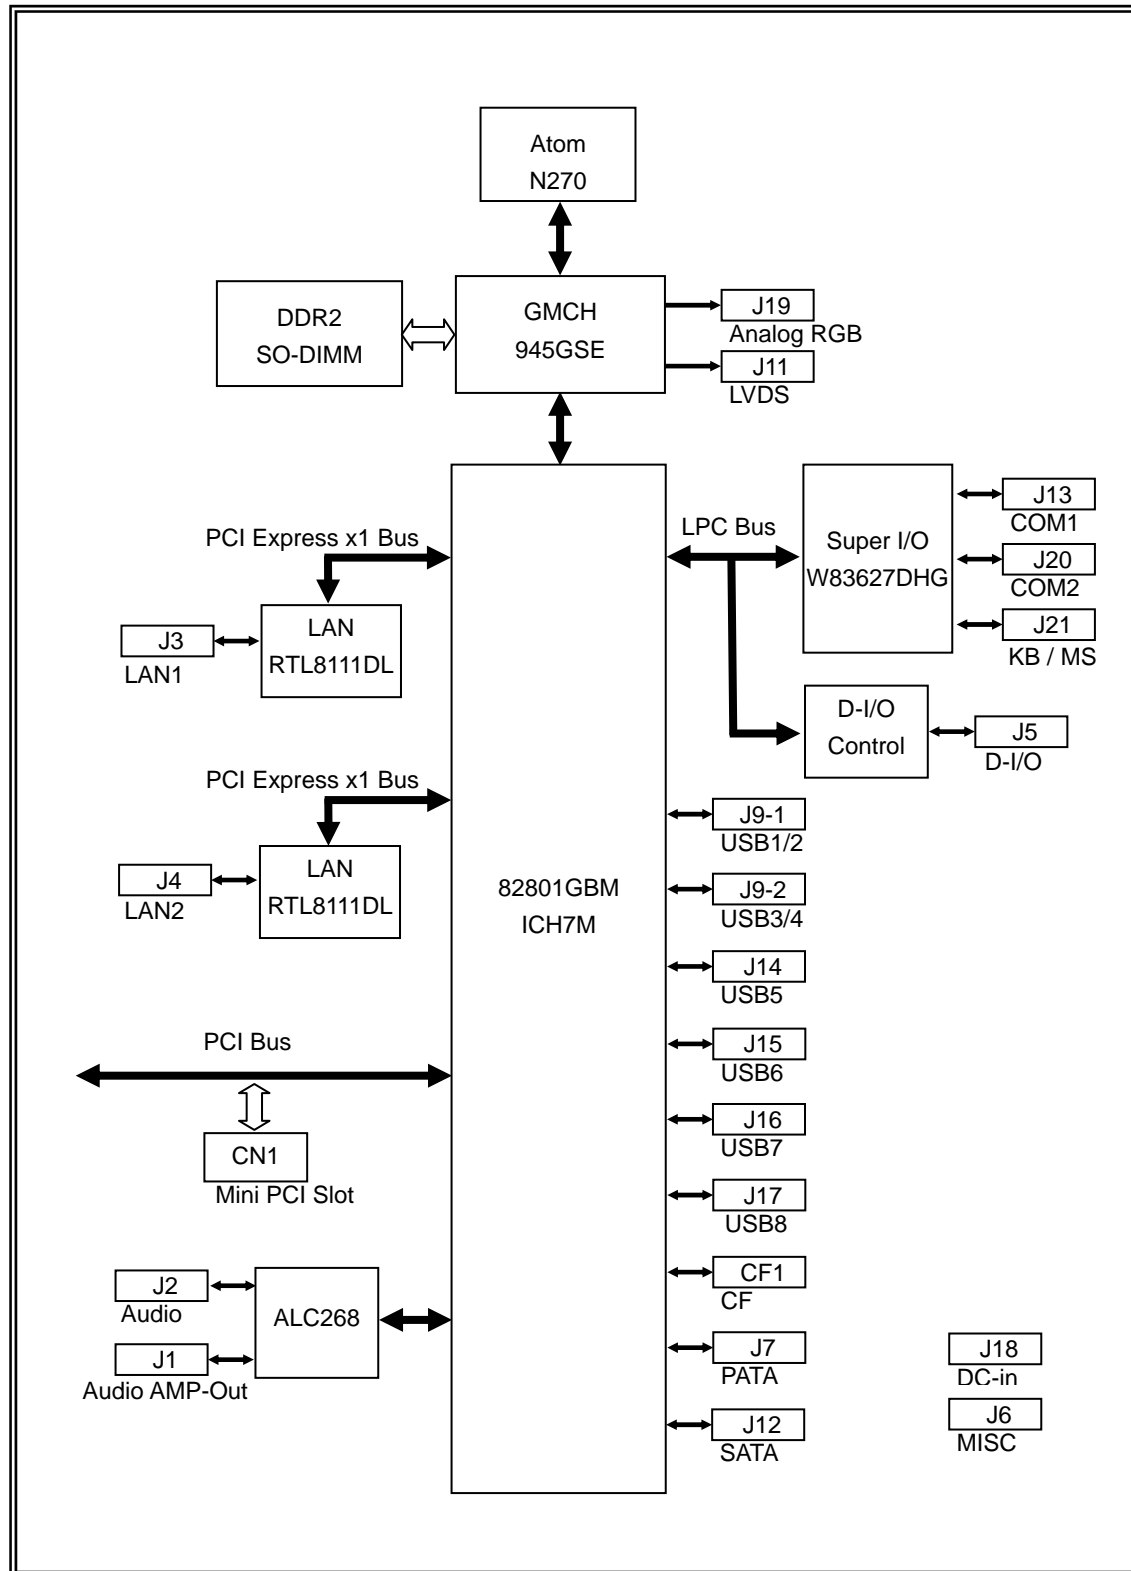 Atom
N270
DDR2
SO-DIMM
GMCH
945GSE
J19
Analog RGB
J11
LVDS
PCI Express x1 Bus
LAN
RTL8111DL
J3
LAN1
PCI Express x1 Bus
LAN
RTL8111DL
J4
LAN2
PCI Bus
CN1
Mini PCI Slot
J2
Audio
J1
Audio AMP-Out
ALC268
82801GBM
ICH7M
LPC Bus
Super I/O
W83627DHG
J13
COM1
J20
COM2
J21
KB / MS
D-I/O
Control
J5
D-I/O
J9-1
USB1/2
J9-2
USB3/4
J14
USB5
J15
USB6
J16
USB7
J17
USB8
CF1
CF
J7
PATA
J12
SATA
J18
DC-in
J6
MISC